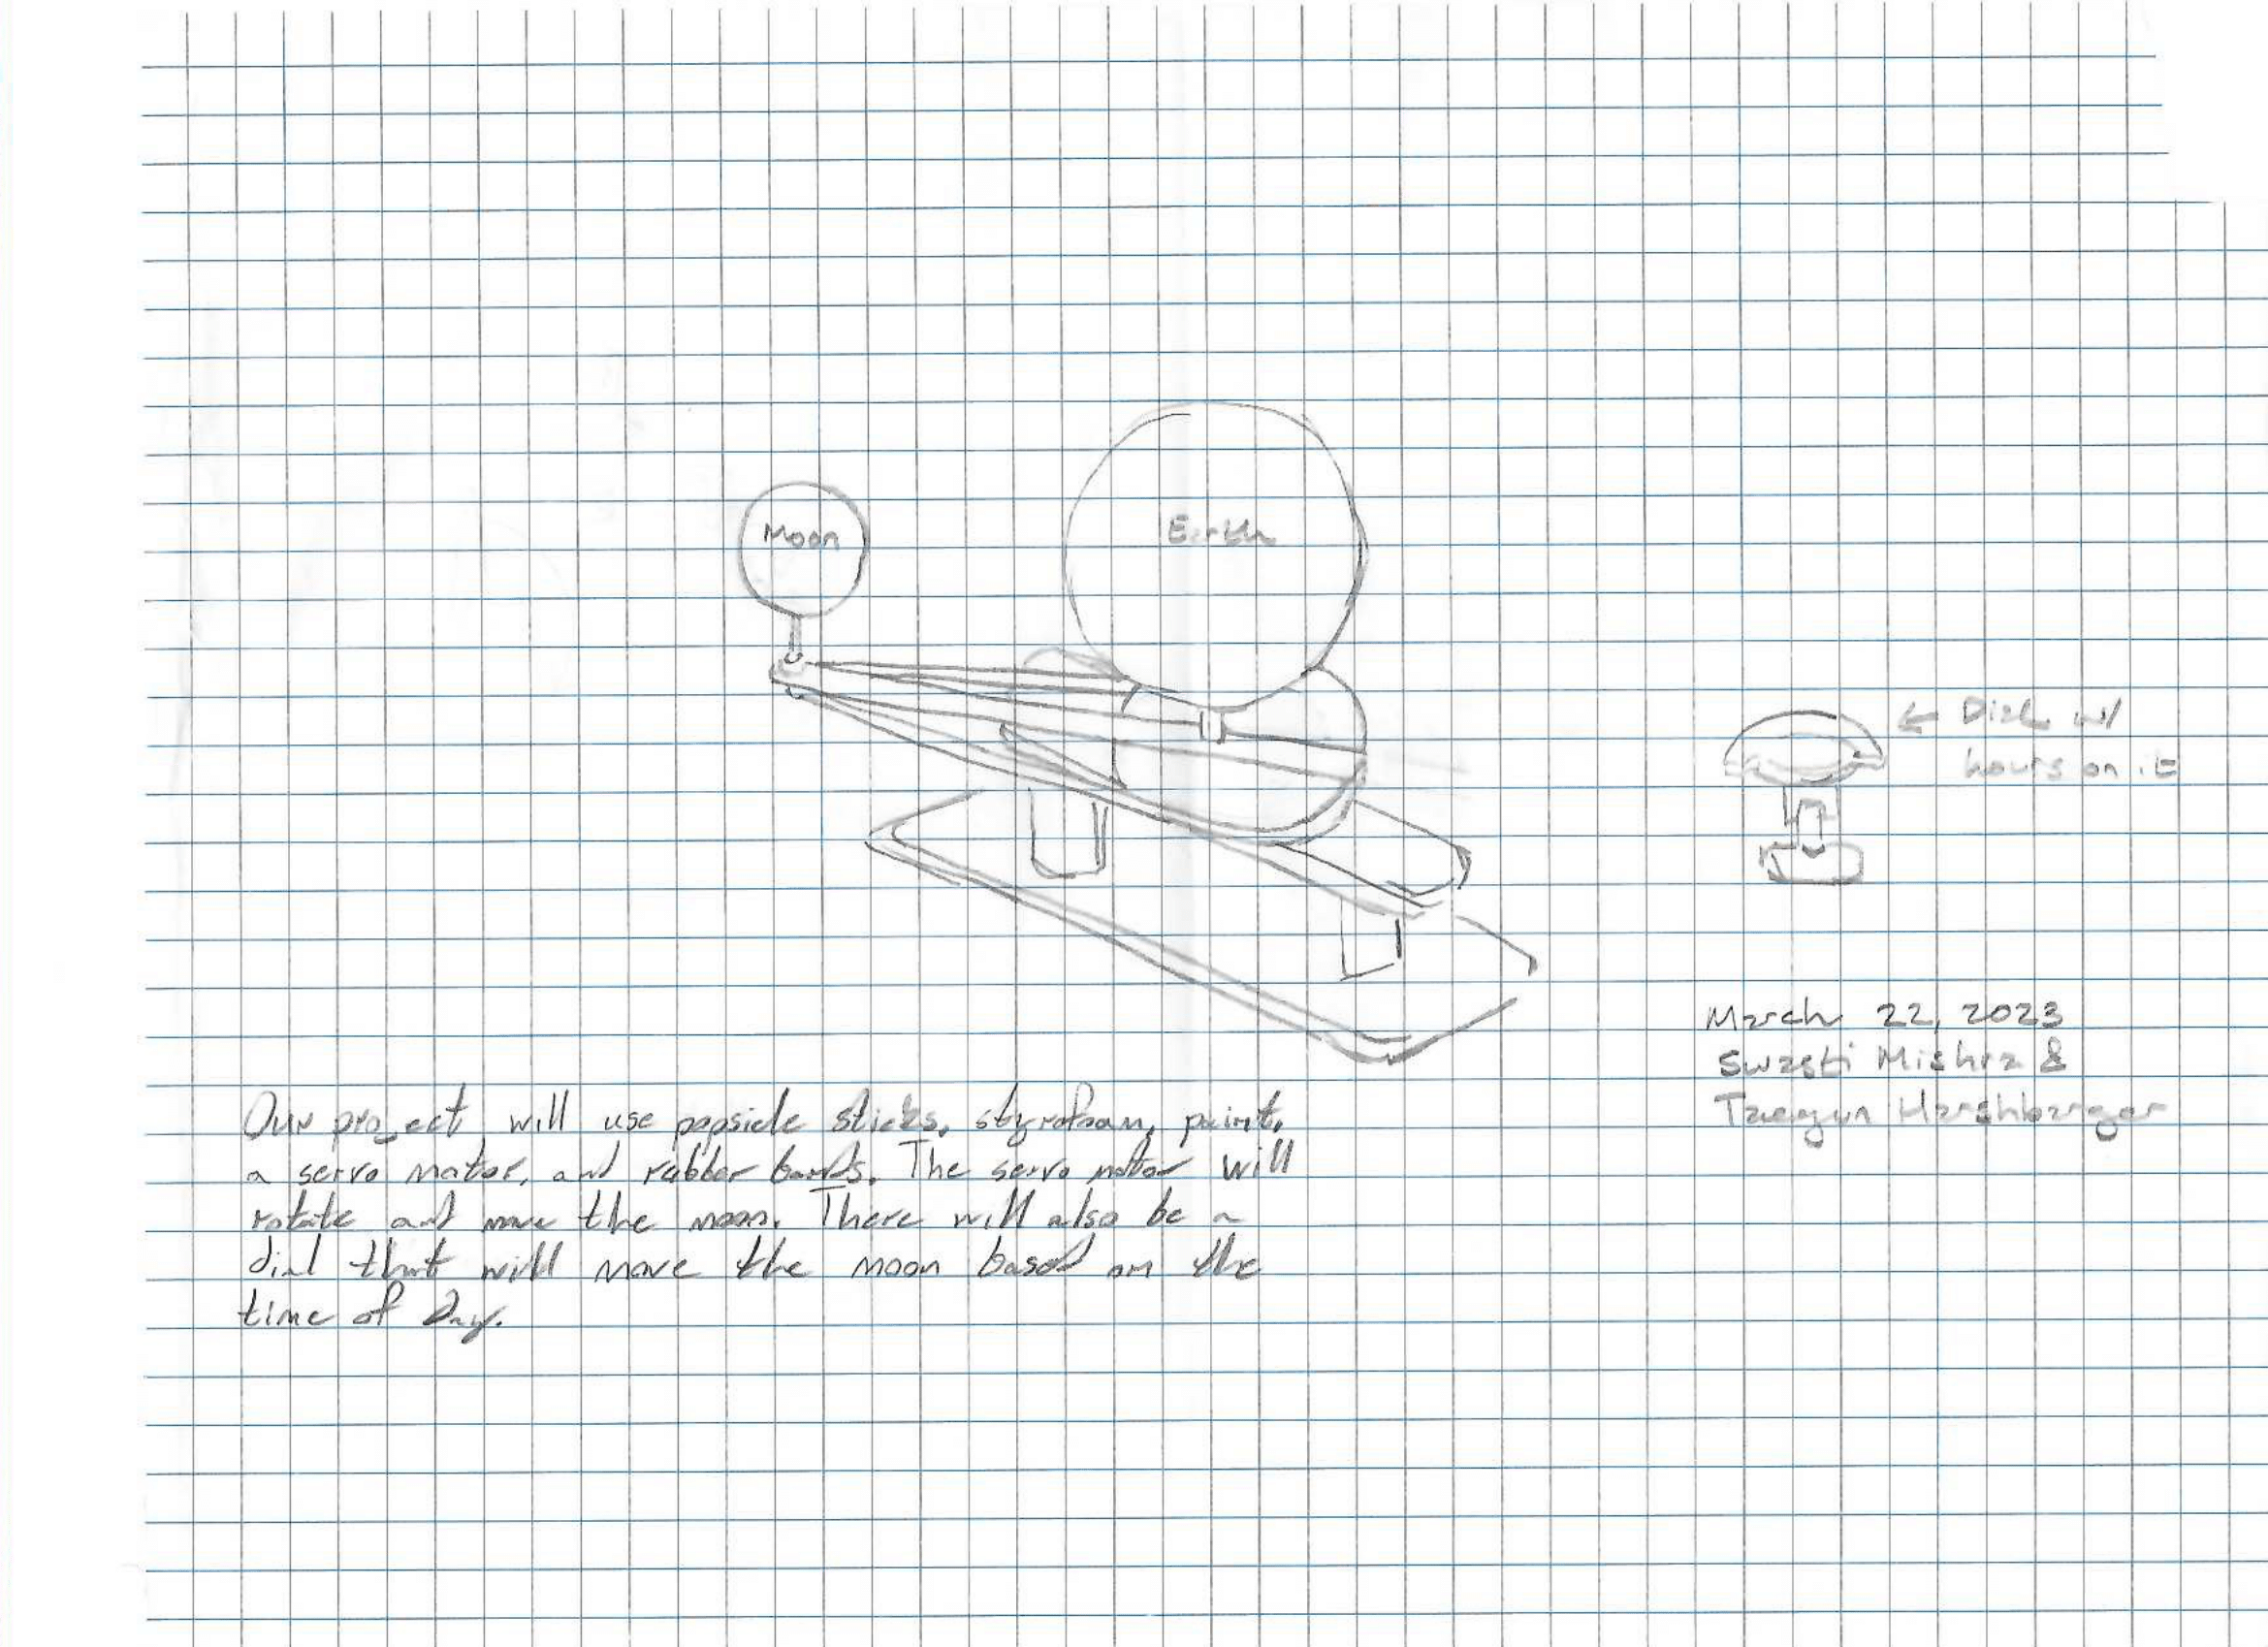 Moon
Earth
← Dial w/
hours on it
March 22, 2023
Swasti Mishra &
Taegun Harshbarger
Our project will use popsicle sticks, styrofoam, paint,
a servo motor, and rubber bands. The servo motor will
rotate and move the moon. There will also be a
dial that will move the moon based on the
time of day.